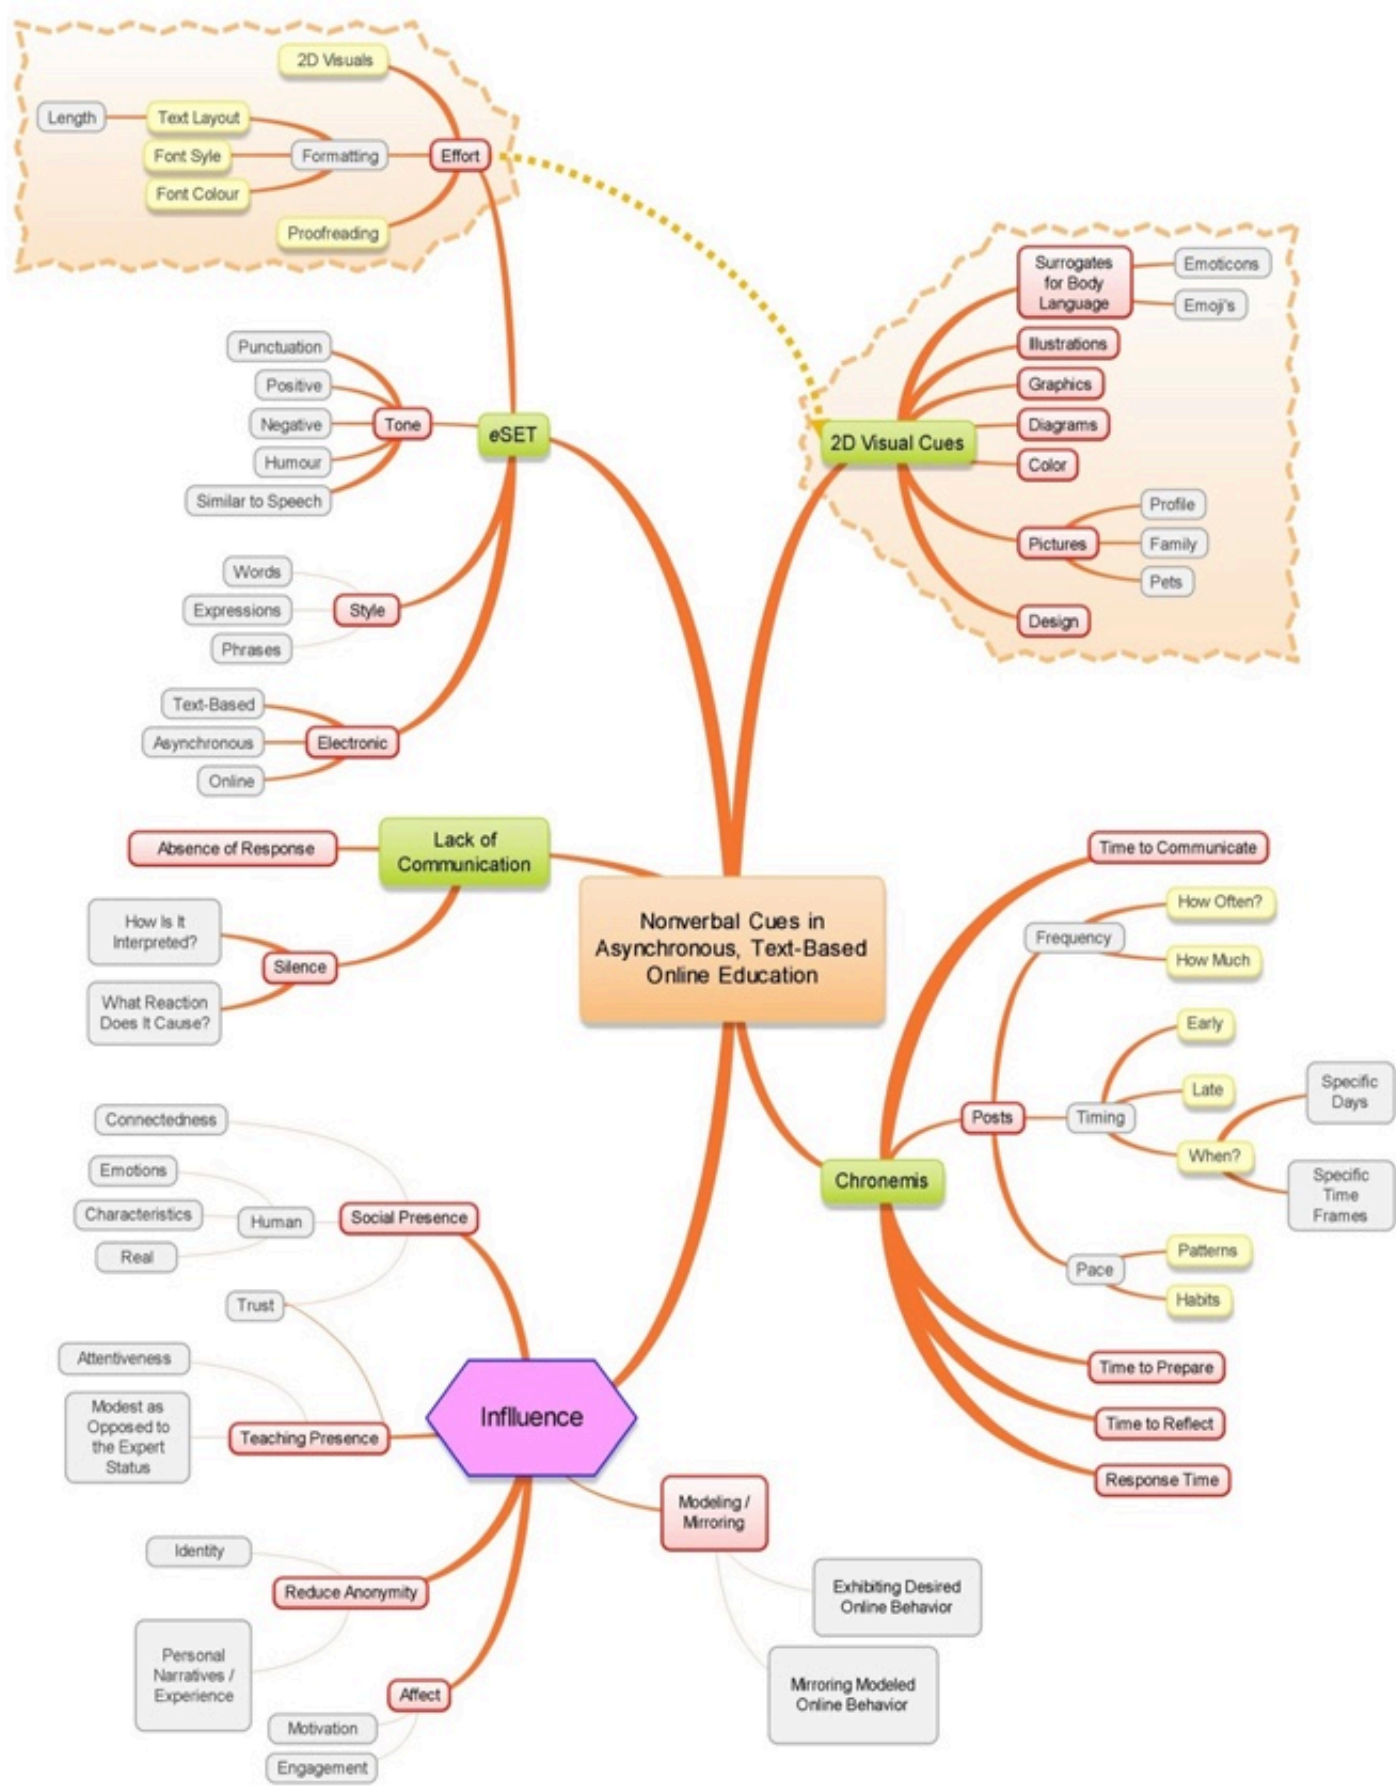 2D Visuals
Length
Text Layout
Font Syle
Formatting
Effort
Font Colour
Proofreading
Punctuation
Positive
Negative
Tone
Humour
Similar to Speech
eSET
Words
Expressions
Style
Phrases
Text-Based
Asynchronous
Electronic
Online
Surrogates
for Body
Language
Emoticons
Emoji's
Illustrations
Graphics
Diagrams
2D Visual Cues
Color
Profile
Pictures
Family
Pets
Design
Absence of Response
Lack of
Communication
How Is It
Interpreted?
Silence
What Reaction
Does It Cause?
Nonverbal Cues in
Asynchronous, Text-Based
Online Education
Time to Communicate
How Often?
Frequency
How Much
Early
Late
Posts
Timing
When?
Specific
Days
Specific
Time
Frames
Chronemis
Patterns
Pace
Habits
Time to Prepare
Time to Reflect
Response Time
Connectedness
Emotions
Characteristics
Human
Social Presence
Real
Trust
Attentiveness
Modest as
Opposed to
the Expert
Status
Teaching Presence
Inflluence
Modeling /
Mirroring
Exhibiting Desired
Online Behavior
Mirroring Modeled
Online Behavior
Identity
Reduce Anonymity
Personal
Narratives /
Experience
Affect
Motivation
Engagement